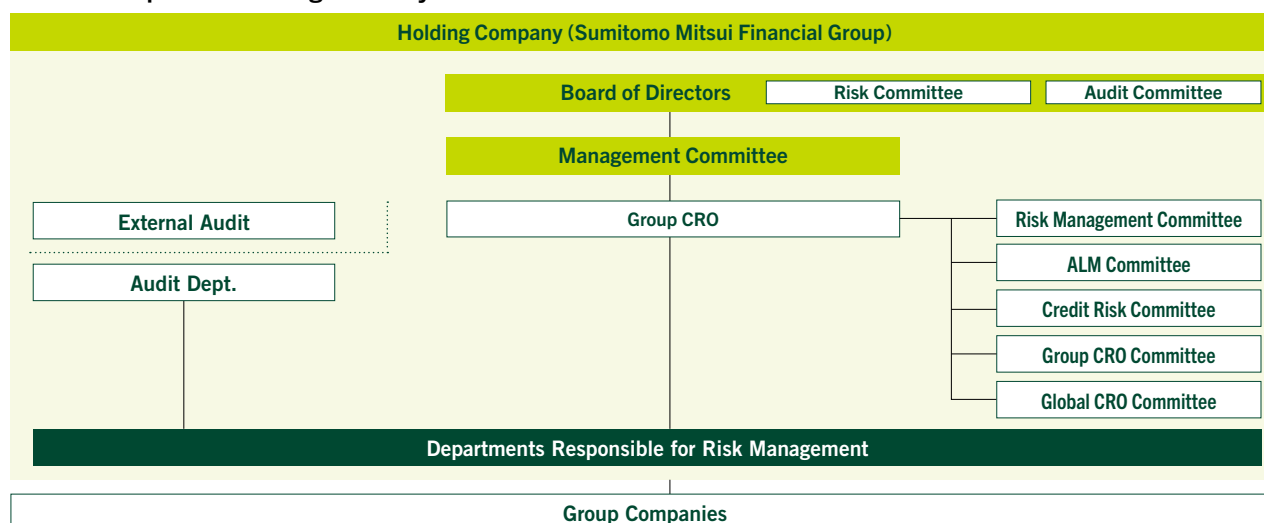 Holding Company (Sumitomo Mitsui Financial Group)
Board of Directors
Risk Committee
Audit Committee
Management Committee
External Audit
Group CRO
Risk Management Committee
Audit Dept.
ALM Committee
Credit Risk Committee
Group CRO Committee
Global CRO Committee
Departments Responsible for Risk Management
Group Companies